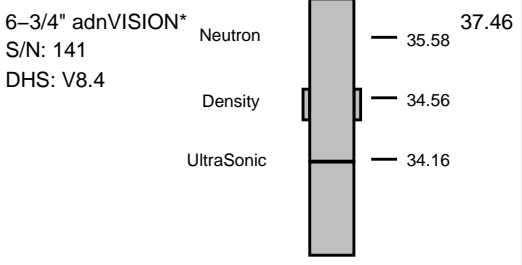 6–3/4" adnVISION*
S/N: 141
DHS: V8.4
Neutron
Density
UltraSonic
37.46
35.58
34.56
34.16